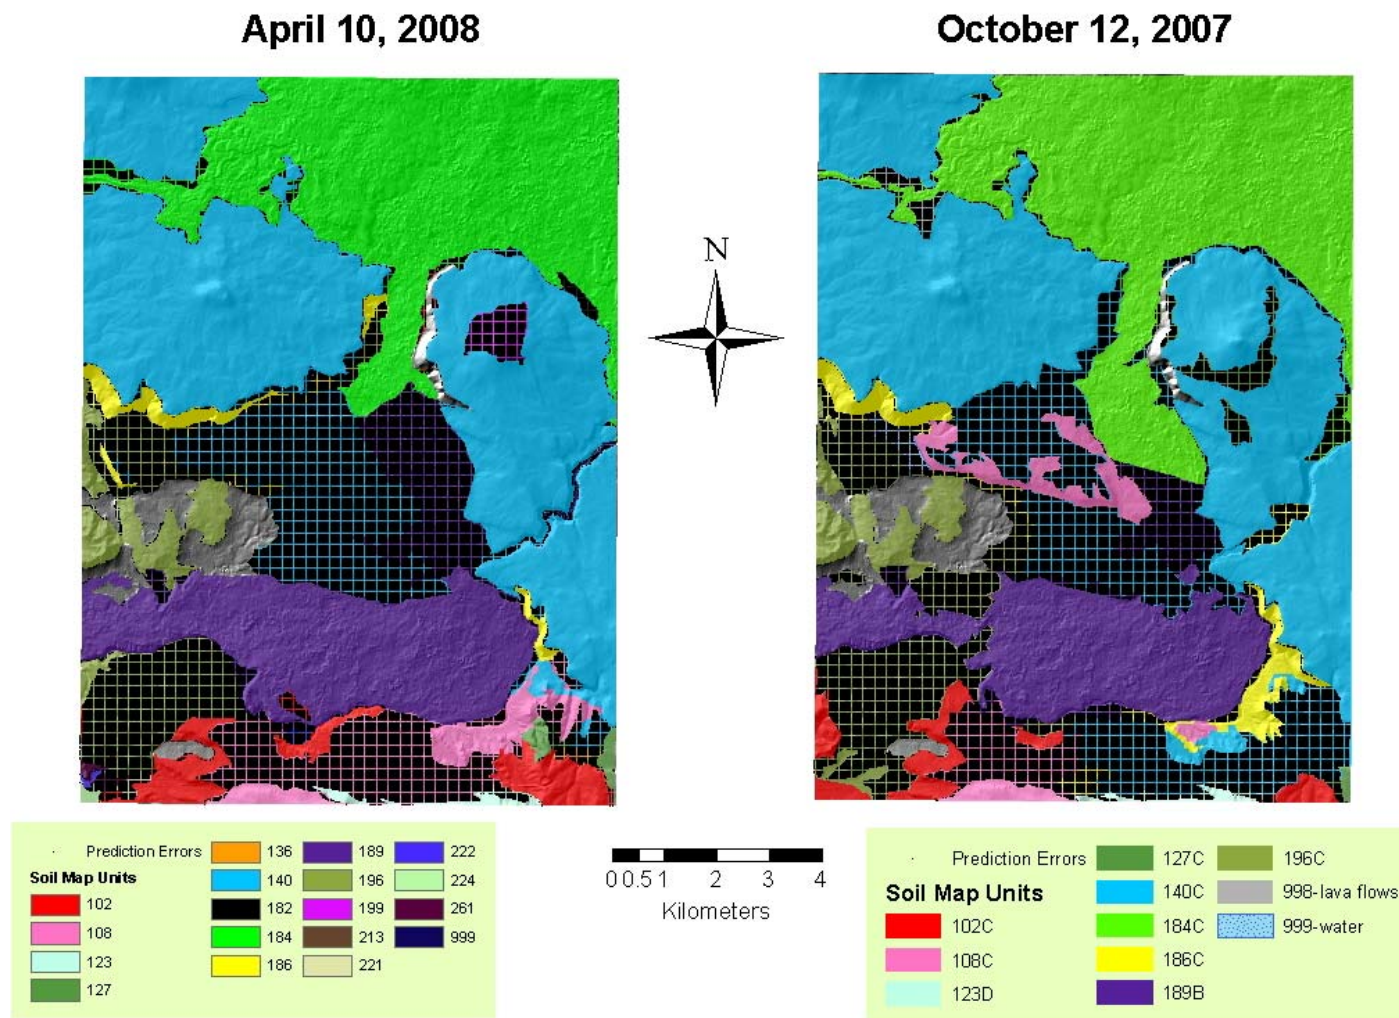 April 10, 2008
October 12, 2007
N
. Prediction Errors
Soil Map Units
102
108
123
127
136
140
182
184
186
189
196
199
213
221
222
224
261
999
0 0.5 1 2 3 4
Kilometers
. Prediction Errors
Soil Map Units
102C
108C
123D
127C
140C
184C
186C
189B
196C
998-lava flows
999-water